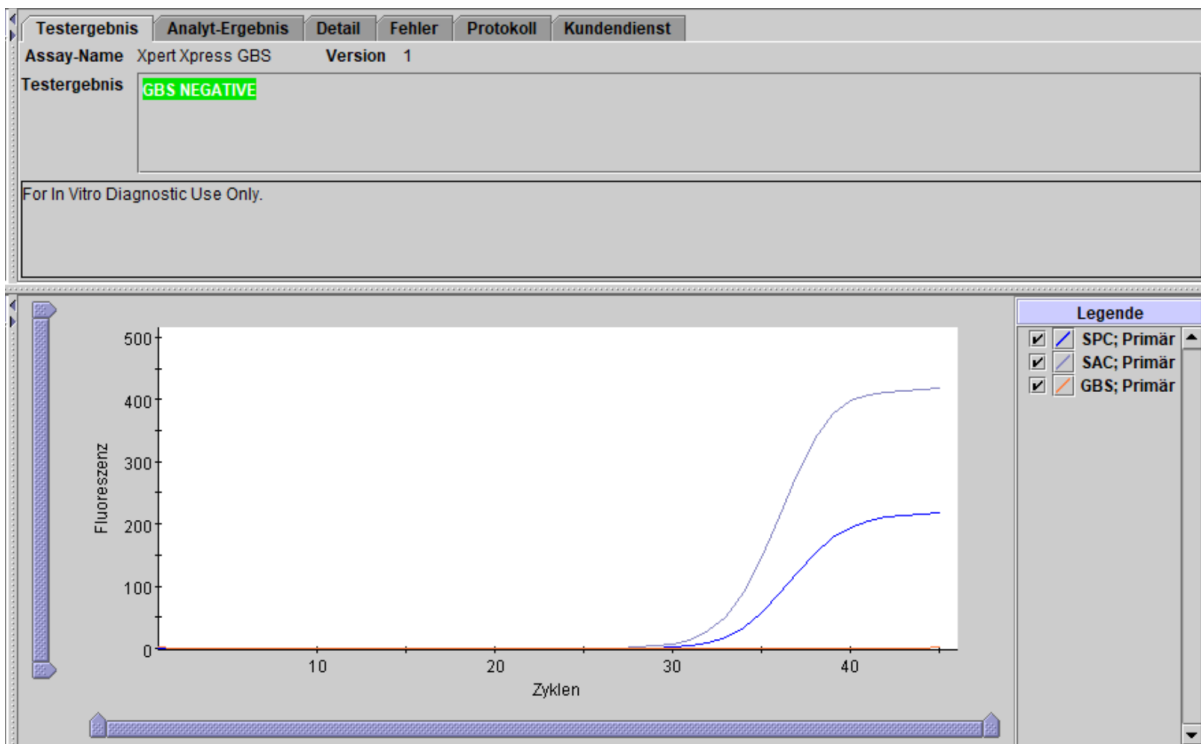 Testergebnis Analyt-Ergebnis Detail Fehler Protokoll Kundendienst
Assay-Name Xpert Xpress GBS Version 1
Testergebnis GBS NEGATIVE
For In Vitro Diagnostic Use Only.
Legende
SPC; Primär
SAC; Primär
GBS; Primär
Fluoreszenz
500
400
300
200
100
0
10 20 30 40
Zyklen